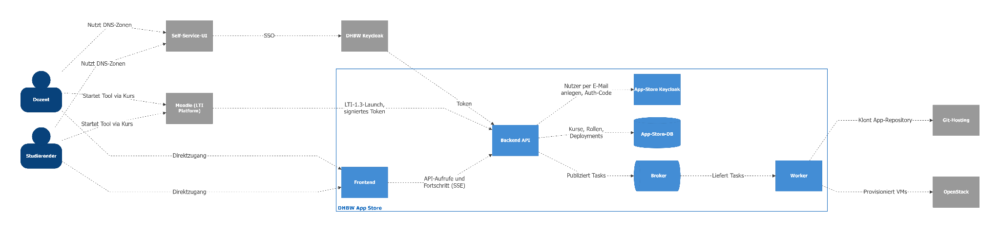 Nutzt DNS-Zonen
Self-Service-UI
SSO
DHBW Keycloak
Nutzt DNS-Zonen
Dozent
Startet Tool via Kurs
Moodle (LTI
Platform)
LTI-1.3-Launch,
signiertes Token
Token
Nutzer per E-Mail
anlegen, Auth-Code
App-Store Keycloak
Startet Tool via Kurs
Studierender
Backend API
Kurse, Rollen,
Deployments
App-Store-DB
Klont App-Repository
Git-Hosting
Direktzugang
Frontend
API-Aufrufe und
Fortschritt (SSE)
Publiziert Tasks
Broker
Liefert Tasks
Worker
Direktzugang
Provisioniert VMs
OpenStack
DHBW App Store